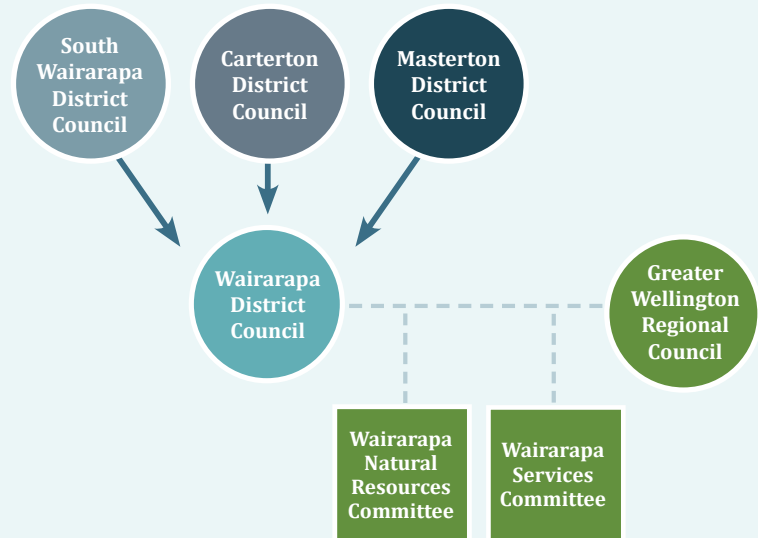 South
Wairarapa
District
Council
Carterton
District
Council
Masterton
District
Council
Wairarapa
District
Council
Greater
Wellington
Regional
Council
Wairarapa
Natural
Resources
Committee
Wairarapa
Services
Committee